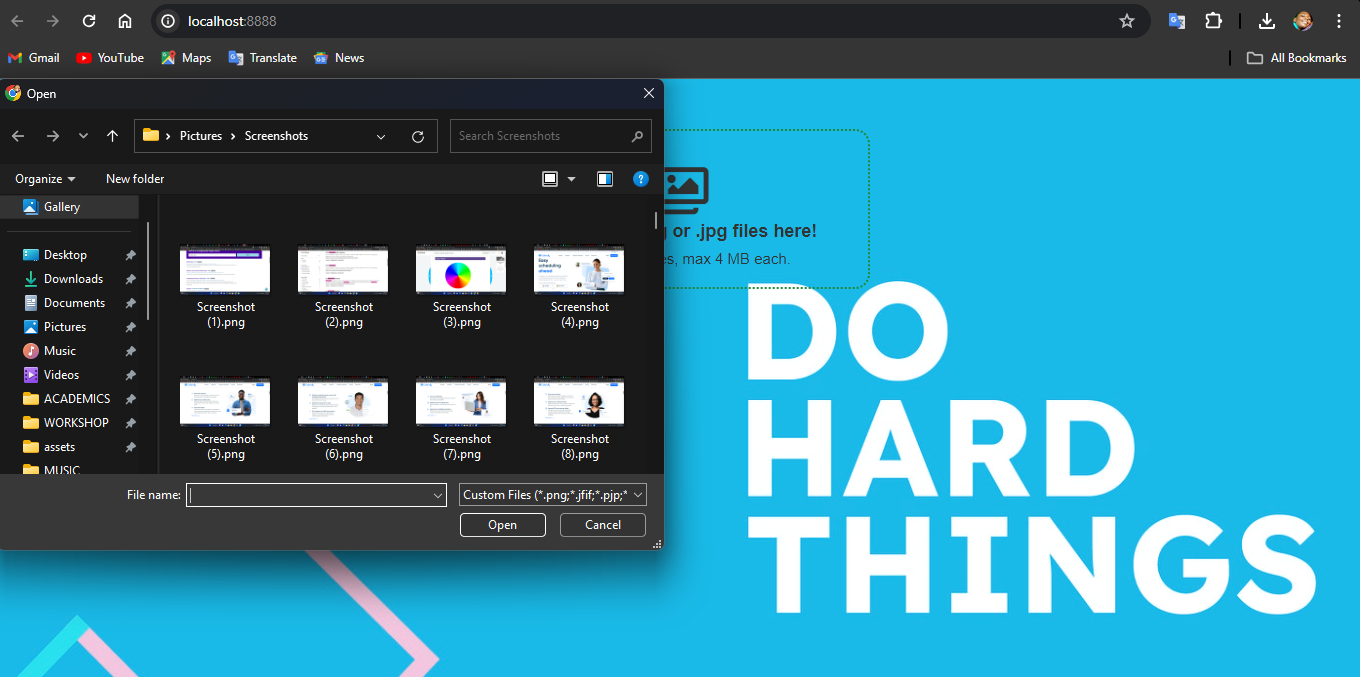 localhost:8888
Gmail
YouTube
Maps
Translate
News
All Bookmarks
Open
Pictures > Screenshots
Search Screenshots
Organize
New folder
Gallery
Desktop
Downloads
Documents
Pictures
Music
Videos
ACADEMICS
WORKSHOP
assets
MUSIC
Screenshot
(1).png
Screenshot
(2).png
Screenshot
(3).png
Screenshot
(4).png
Screenshot
(5).png
Screenshot
(6).png
Screenshot
(7).png
Screenshot
(8).png
File name:
Custom Files (*.png;*.jfif;*.pjp;*
Open
Cancel
or .jpg files here!
max 4 MB each.
DO
HARD
THINGS